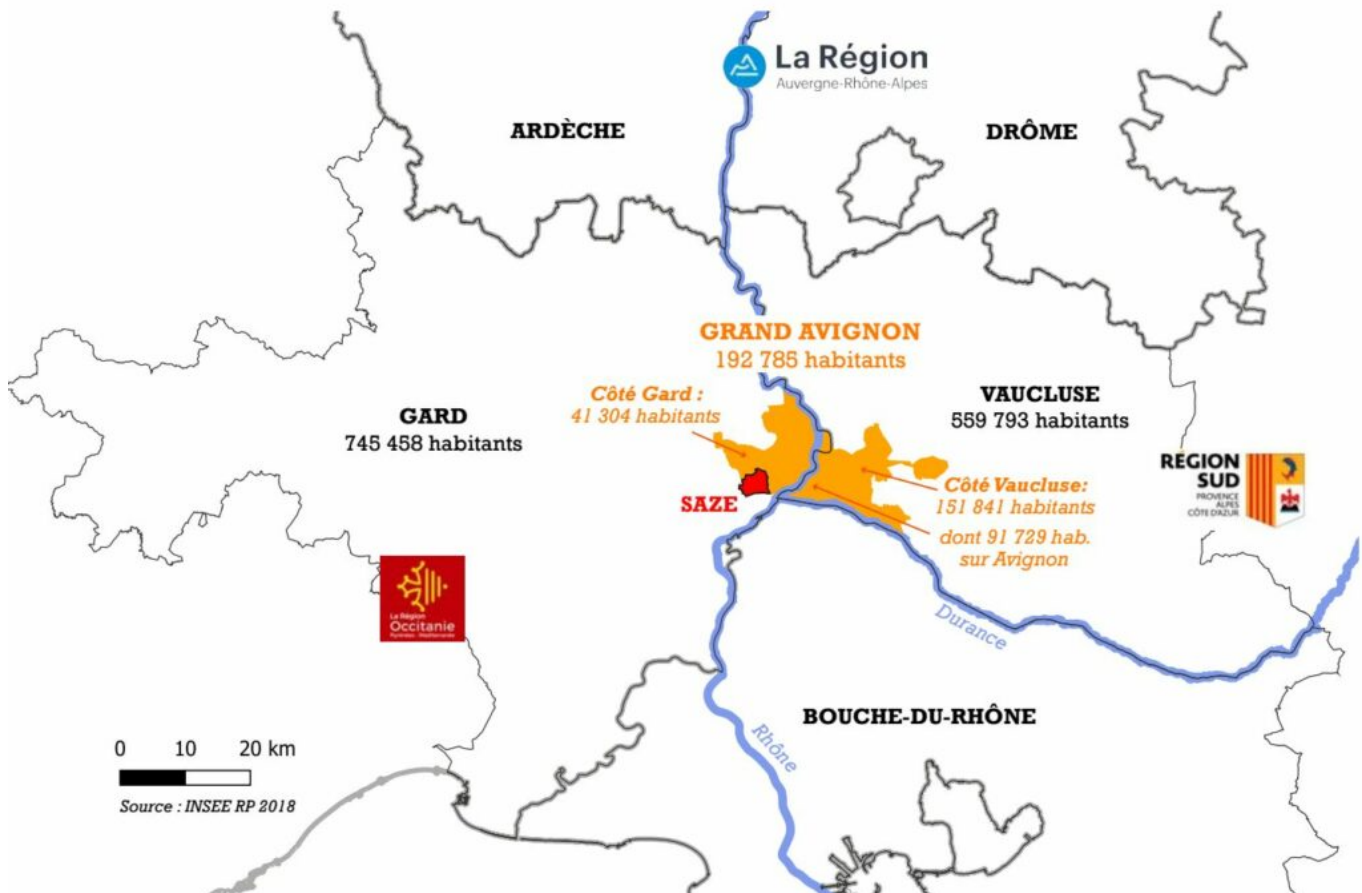 La Région
Auvergne-Rhône-Alpes
ARDÈCHE
DRÔME
GRAND AVIGNON
192 785 habitants
Côté Gard :
41 304 habitants
GARD
745 458 habitants
VAUCLUSE
559 793 habitants
SAZE
Côté Vaucluse:
151 841 habitants
dont 91 729 hab.
sur Avignon
RÉGION
SUD
PROVENCE
ALPES
CÔTE D'AZUR
La Région
Occitanie
Pyrénées - Méditerranée
Durance
Rhône
BOUCHE-DU-RHÔNE
0 10 20 km
Source : INSEE RP 2018